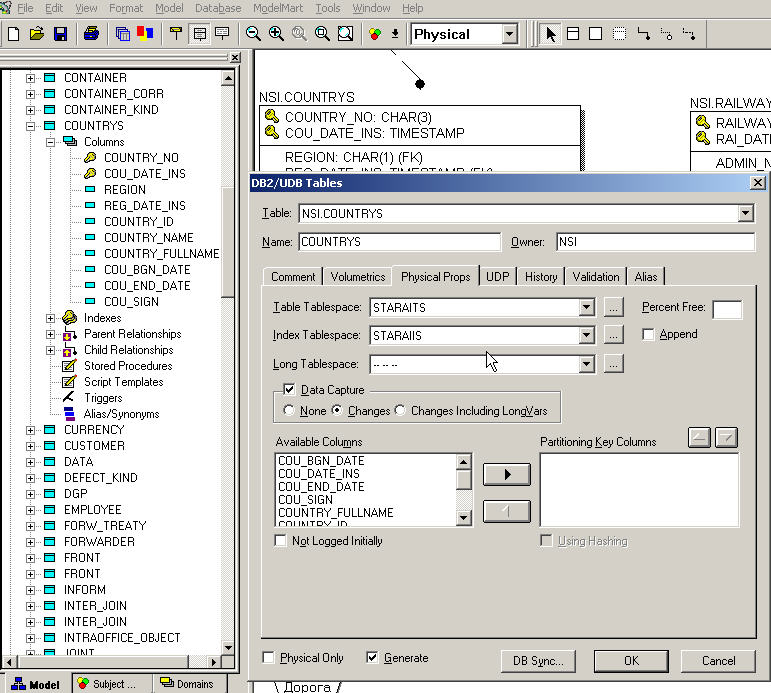 File Edit View Format Model Database ModelMart Tools Window Help
Physical
CONTAINER
CONTAINER_CORR
CONTAINER_KIND
COUNTRYS
Columns
COUNTRY_NO
COU_DATE_INS
REGION
REG_DATE_INS
COUNTRY_ID
COUNTRY_NAME
COUNTRY_FULLNAME
COU_BGN_DATE
COU_END_DATE
COU_SIGN
Indexes
Parent Relationships
Child Relationships
Stored Procedures
Script Templates
Triggers
Alias/Synonyms
CURRENCY
CUSTOMER
DATA
DEFECT_KIND
DGP
EMPLOYEE
FORW_TREATY
FORWARDER
FRONT
FRONT
INFORM
INTER_JOIN
INTER_JOIN
INTRAOFFICE_OBJECT
JOINT
Model Subject ... Domains
NSI.COUNTRYS
COUNTRY_NO: CHAR(3)
COU_DATE_INS: TIMESTAMP
REGION: CHAR(1) (FK)
REG_DATE_INS: TIMESTAMP (FK)
NSI.RAILWAY
RAILWAY
RAI_DATI
ADMIN_N
DB2/UDB Tables
Table: NSI.COUNTRYS
Name: COUNTRYS Owner: NSI
Comment Volumetrics Physical Props UDP History Validation Alias
Table Tablespace: STARAITS ... Percent Free:
Index Tablespace: STARAIIS ... Append
Long Tablespace: -- -- -- ...
Data Capture
None Changes Changes Including LongVars
Available Columns Partitioning Key Columns
COU_BGN_DATE
COU_DATE_INS
COU_END_DATE
COU_SIGN
COUNTRY_FULLNAME
COUNTRY_ID
Not Logged Initially Using Hashing
Physical Only Generate DB Sync... OK Cancel
Дорога